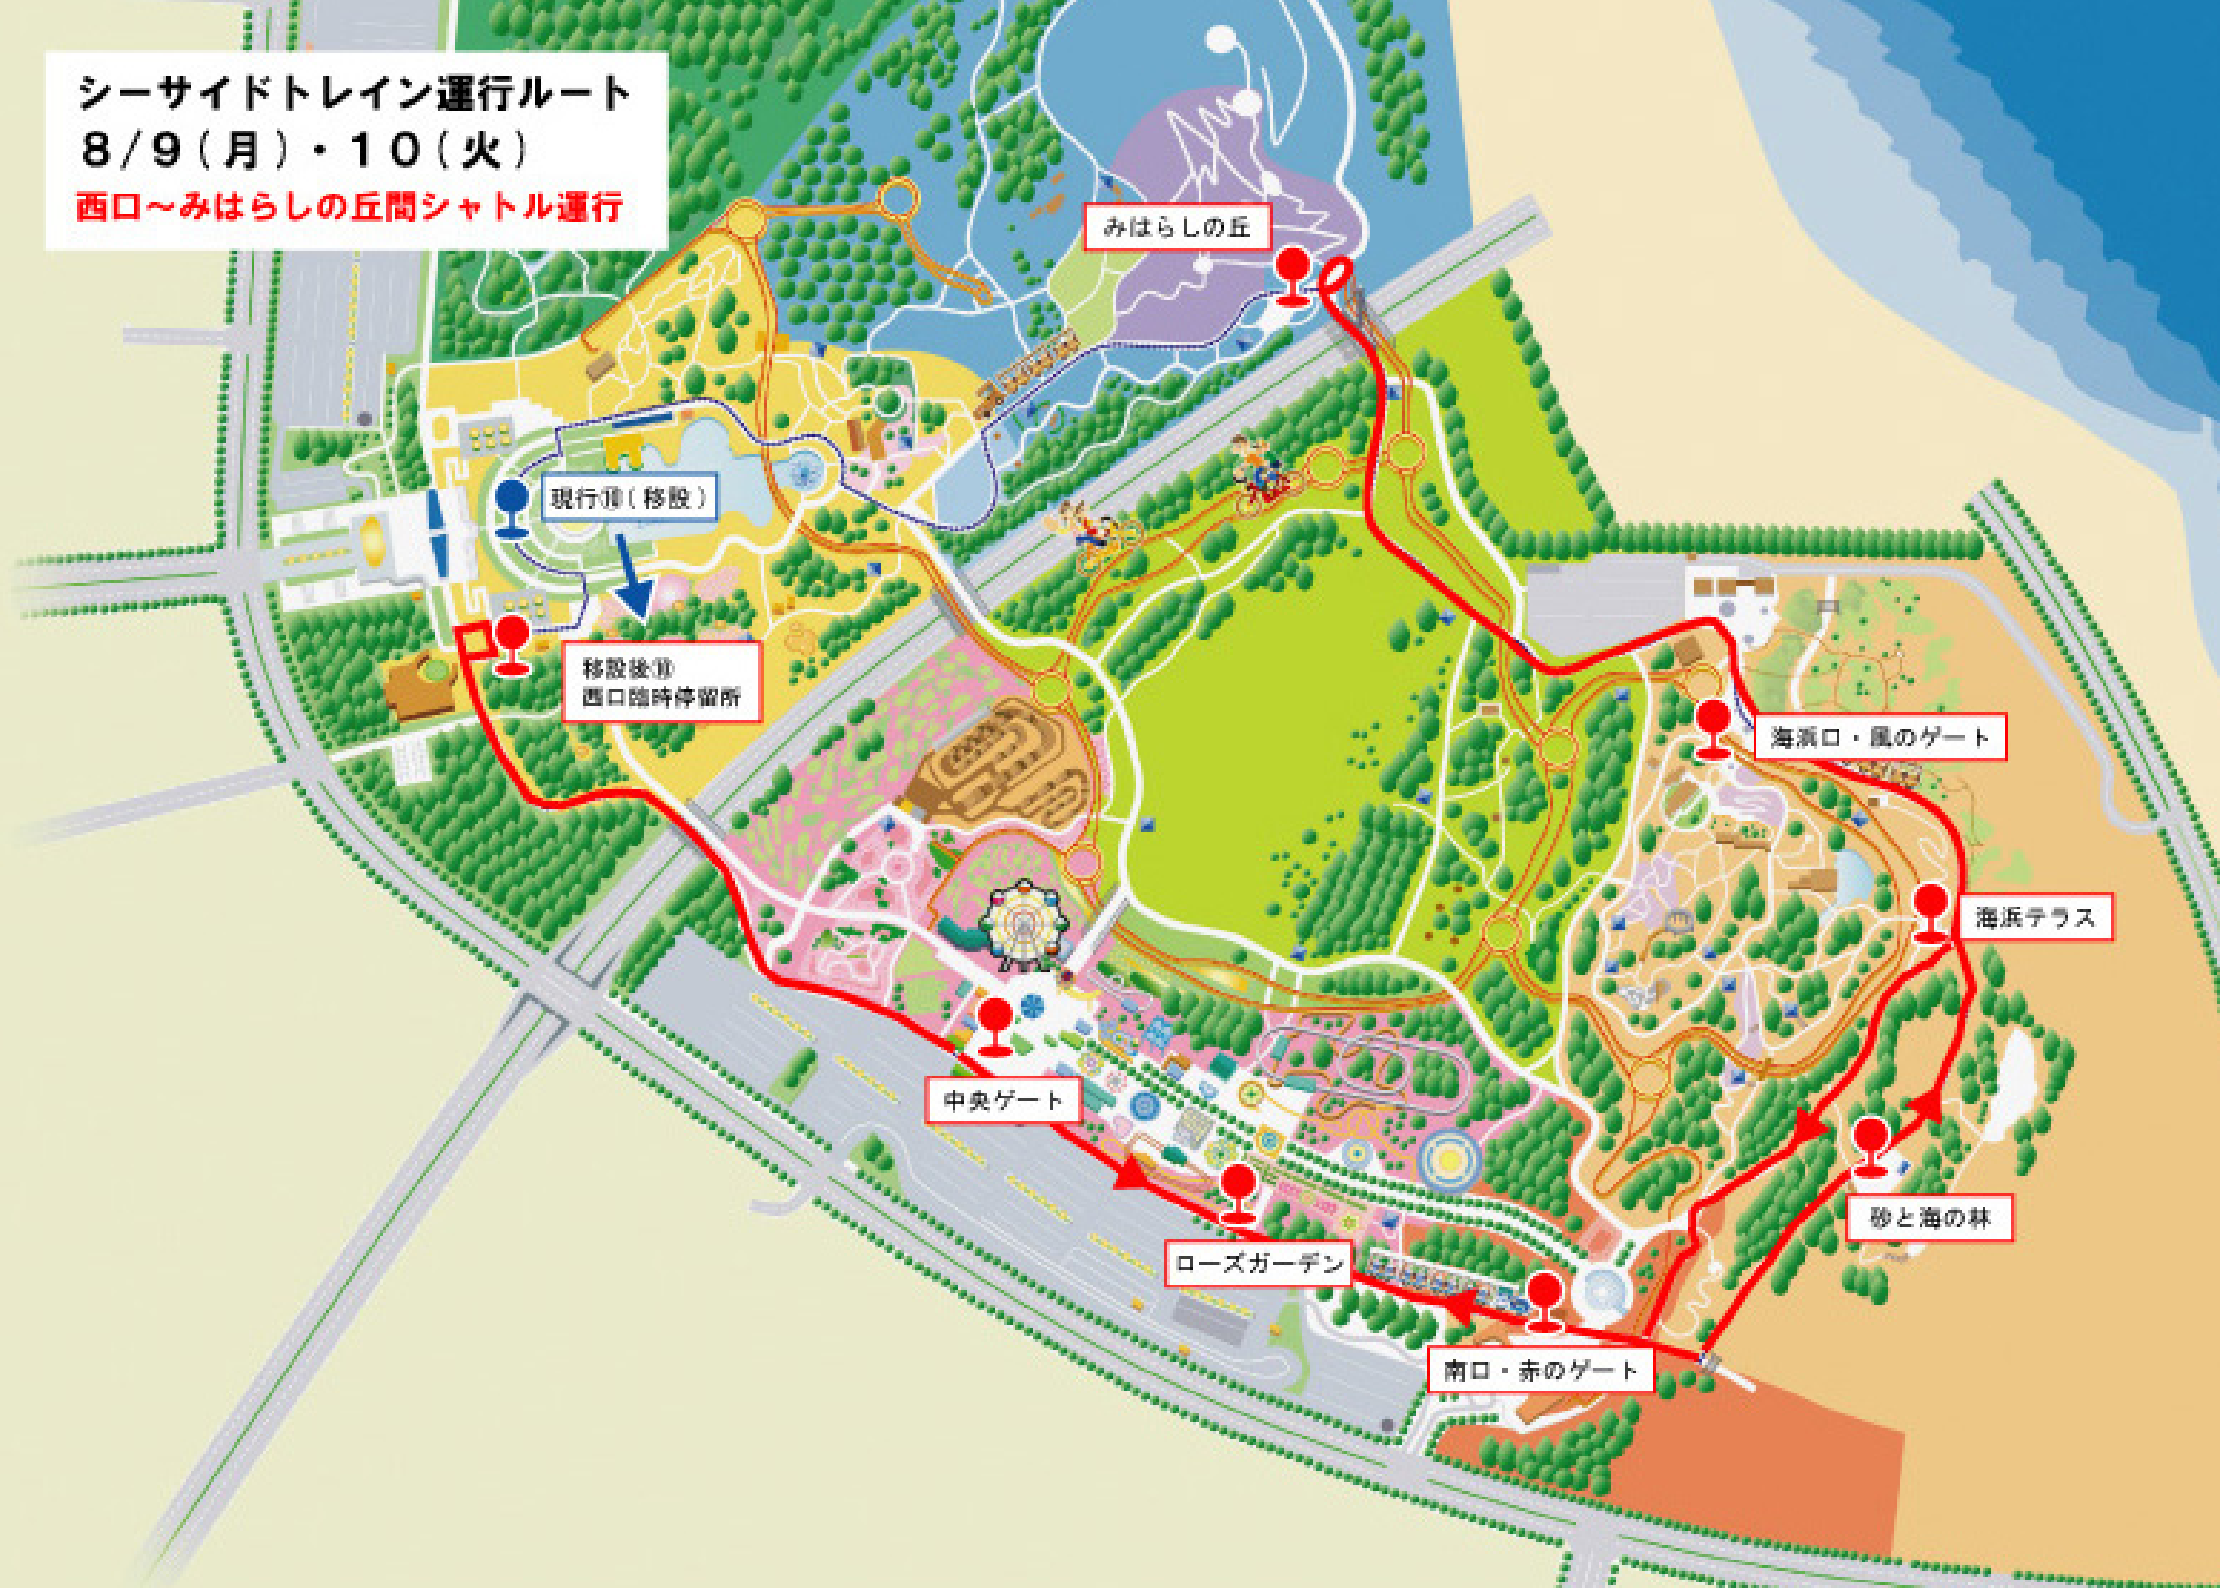 シーサイドトレイン運行ルート
8/9(月)・10(火)
西口～みはらしの丘間シャトル運行
みはらしの丘
現行⑩(移設)
移設後⑩
西口臨時停留所
海浜口・風のゲート
海浜テラス
中央ゲート
砂と海の林
ローズガーデン
南口・赤のゲート